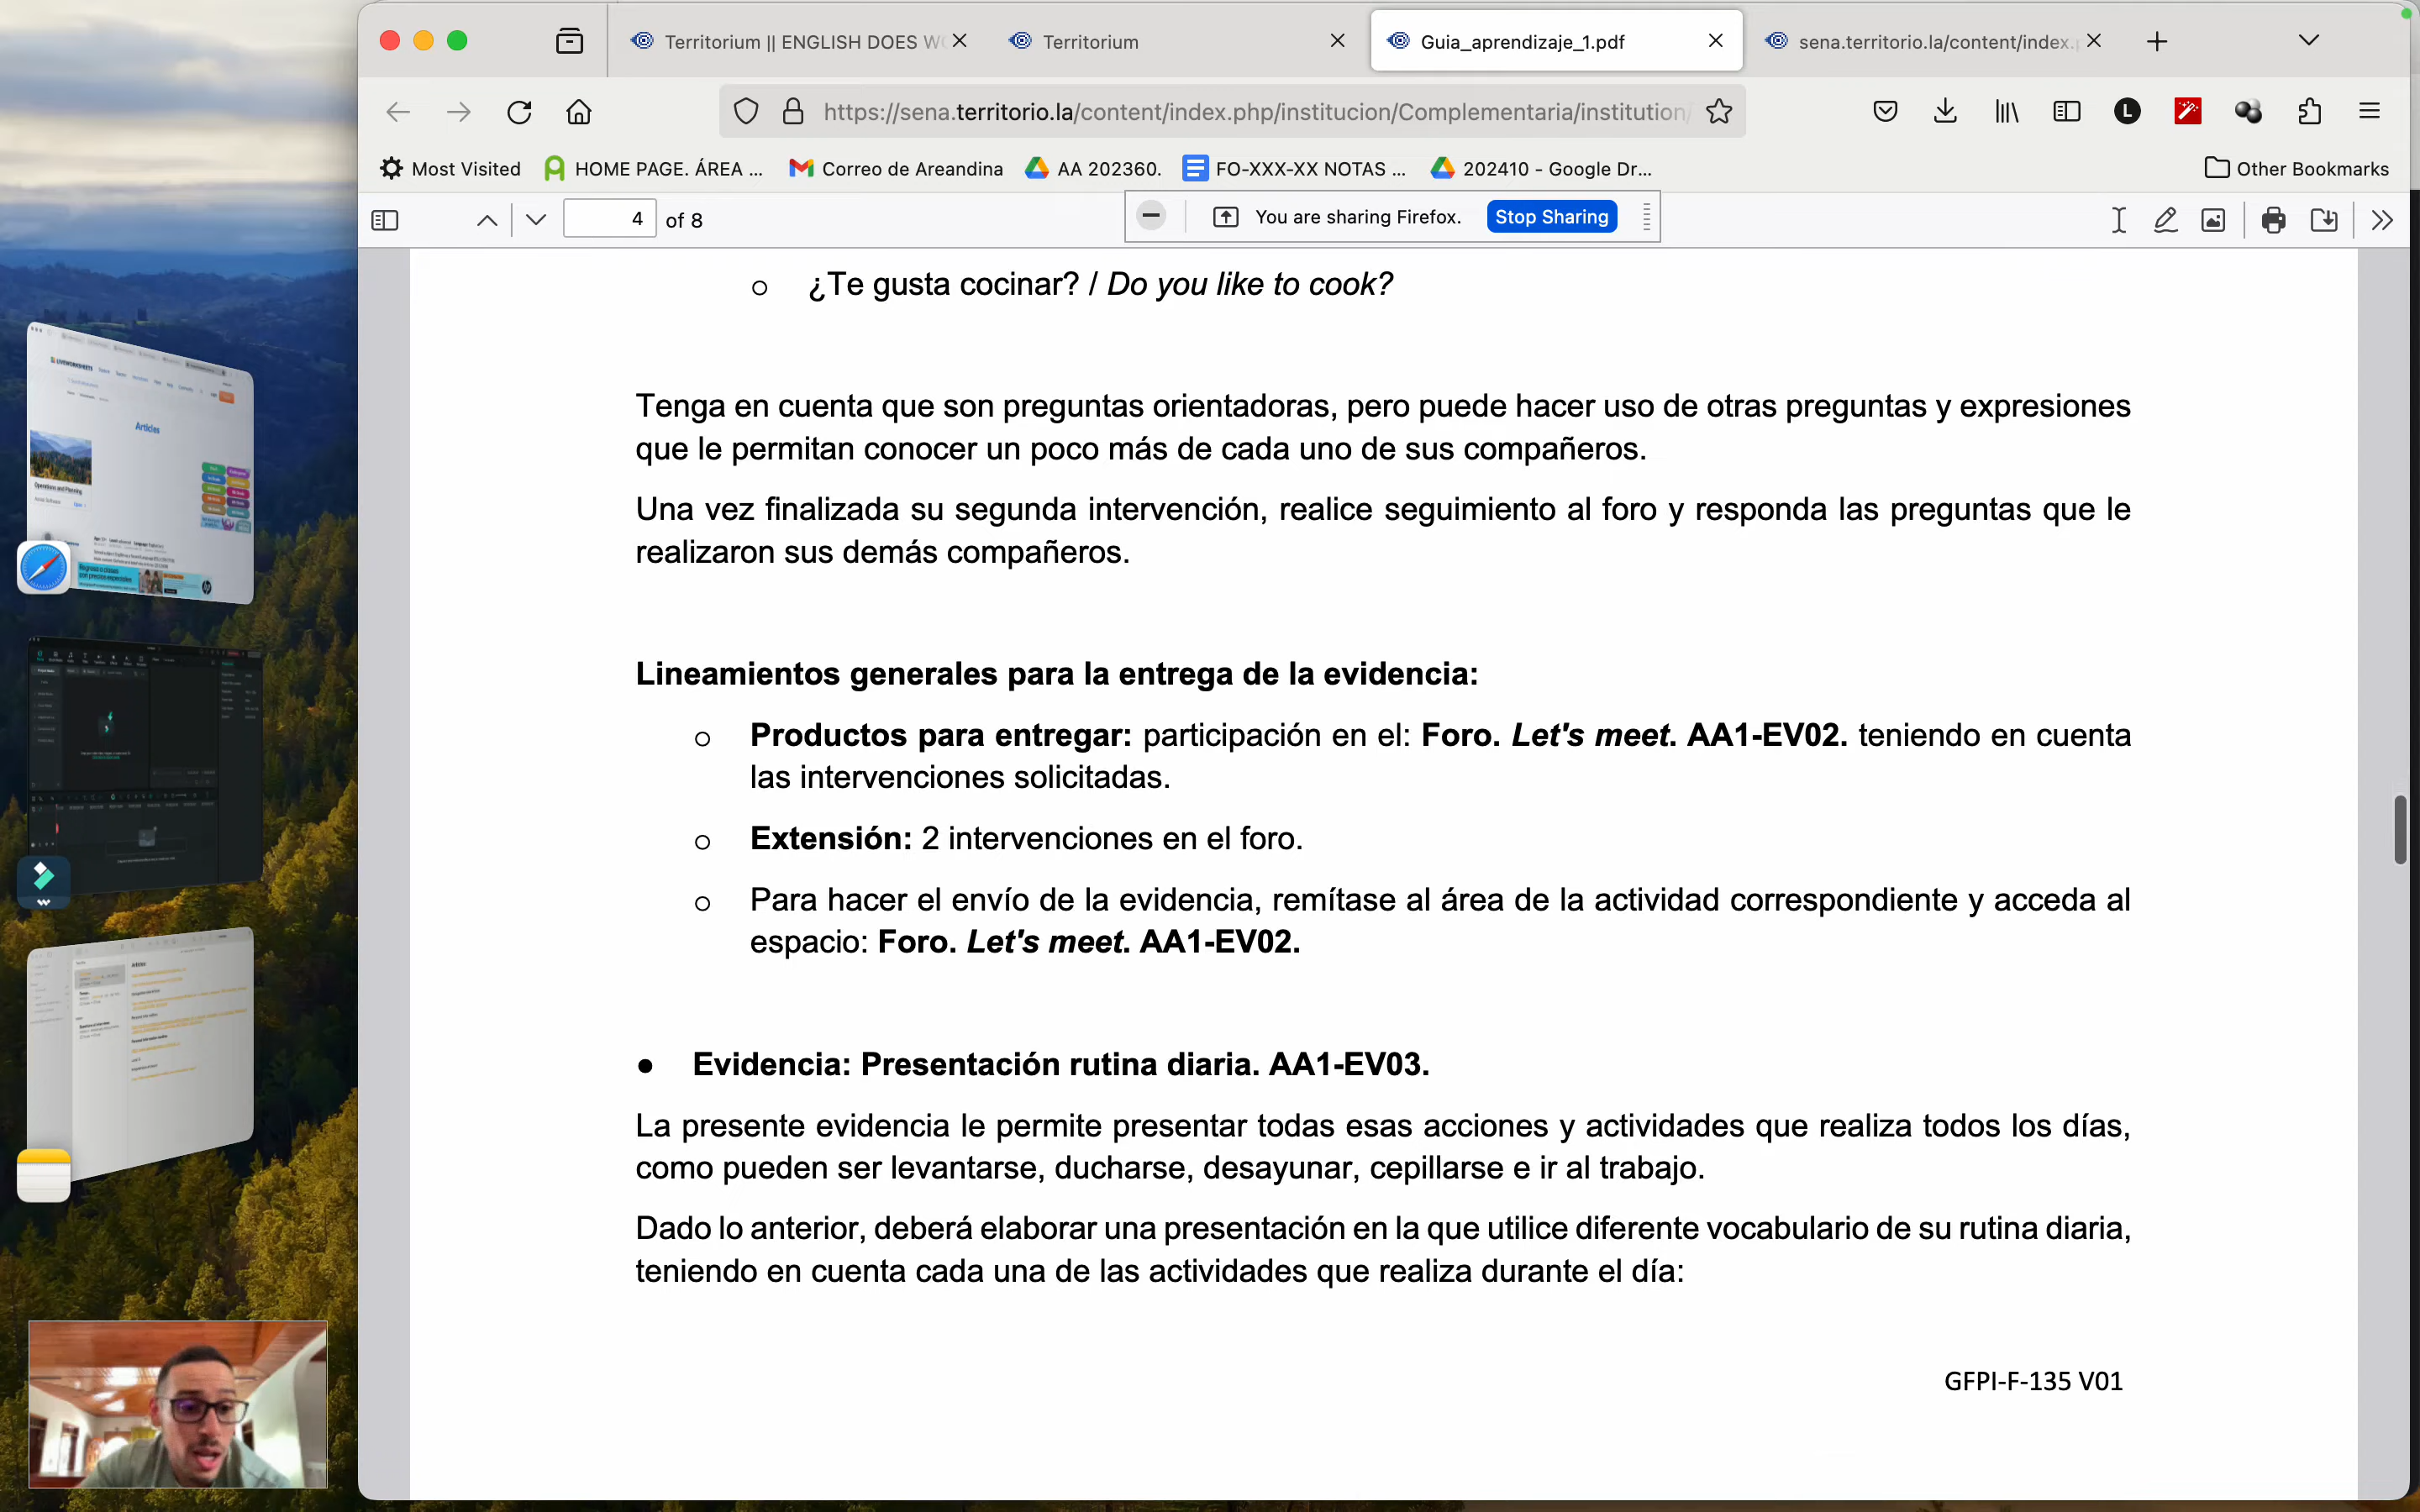 Territorium || ENGLISH DOES W
Territorium
Guia_aprendizaje_1.pdf
sena.territorio.la/content/index.p
https://sena.territorio.la/content/index.php/institucion/Complementaria/institution/
L
Most Visited
HOME PAGE. ÁREA ...
Correo de Areandina
AA 202360.
FO-XXX-XX NOTAS ...
202410 - Google Dr...
Other Bookmarks
4 of 8
You are sharing Firefox.
Stop Sharing
¿Te gusta cocinar? / Do you like to cook?
Tenga en cuenta que son preguntas orientadoras, pero puede hacer uso de otras preguntas y expresiones
que le permitan conocer un poco más de cada uno de sus compañeros.
Una vez finalizada su segunda intervención, realice seguimiento al foro y responda las preguntas que le
realizaron sus demás compañeros.
Lineamientos generales para la entrega de la evidencia:
Productos para entregar: participación en el: Foro. Let's meet. AA1-EV02. teniendo en cuenta
las intervenciones solicitadas.
Extensión: 2 intervenciones en el foro.
Para hacer el envío de la evidencia, remítase al área de la actividad correspondiente y acceda al
espacio: Foro. Let's meet. AA1-EV02.
Evidencia: Presentación rutina diaria. AA1-EV03.
La presente evidencia le permite presentar todas esas acciones y actividades que realiza todos los días,
como pueden ser levantarse, ducharse, desayunar, cepillarse e ir al trabajo.
Dado lo anterior, deberá elaborar una presentación en la que utilice diferente vocabulario de su rutina diaria,
teniendo en cuenta cada una de las actividades que realiza durante el día:
GFPI-F-135 V01
Articles